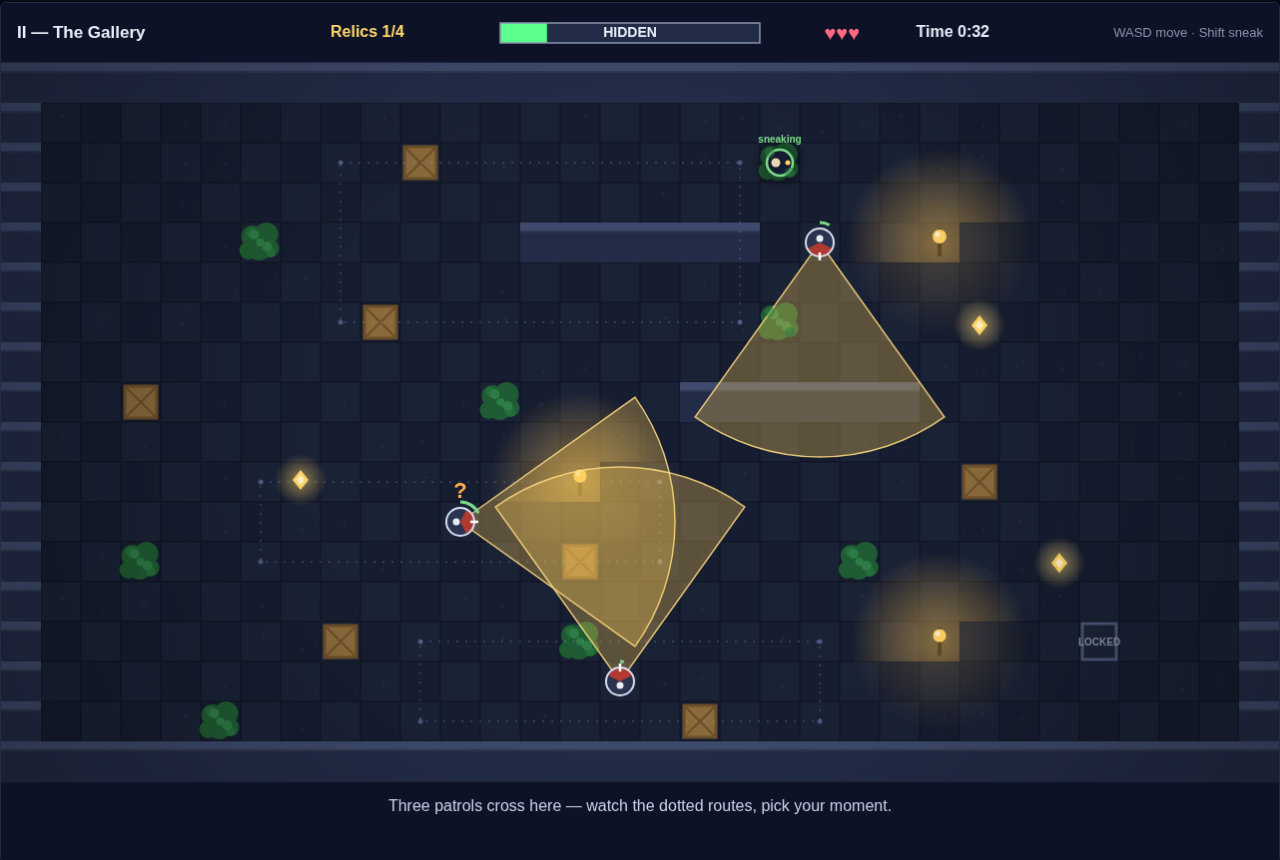 II — The Gallery
Relics 1/4
HIDDEN
♥♥♥
Time 0:32
WASD move · Shift sneak
sneaking
?
LOCKED
Three patrols cross here — watch the dotted routes, pick your moment.